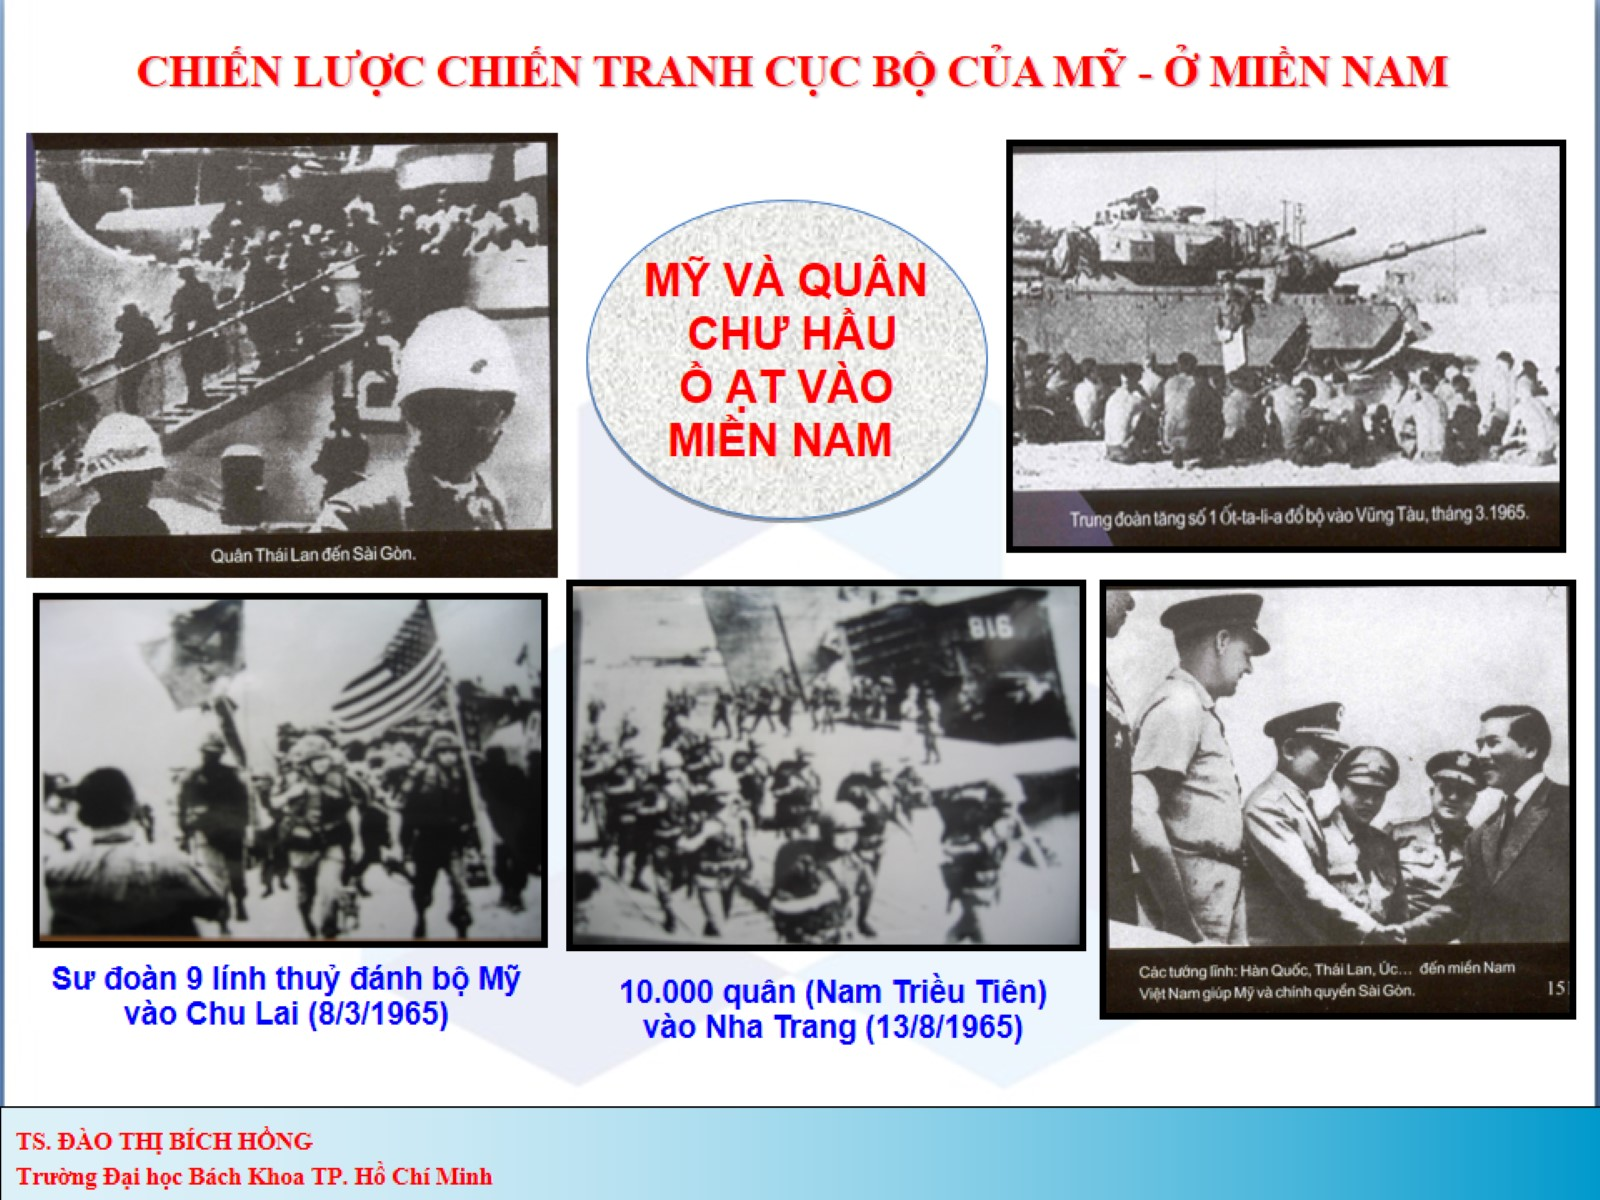 CHIẾN LƯỢC CHIẾN TRANH CỤC BỘ CỦA MỸ - Ở MIỀN NAM
MỸ VÀ QUÂN
CHƯ HẦU
Ồ ẠT VÀO
MIỀN NAM
Quân Thái Lan đến Sài Gòn.
Trung đoàn tăng số 1 Ốt-ta-li-a đổ bộ vào Vũng Tàu, tháng 3.1965.
916
Sư đoàn 9 lính thuỷ đánh bộ Mỹ
vào Chu Lai (8/3/1965)
10.000 quân (Nam Triều Tiên)
vào Nha Trang (13/8/1965)
Các tướng lĩnh: Hàn Quốc, Thái Lan, Úc... đến miền Nam
Việt Nam giúp Mỹ và chính quyền Sài Gòn.
15
TS. ĐÀO THỊ BÍCH HỒNG
Trường Đại học Bách Khoa TP. Hồ Chí Minh